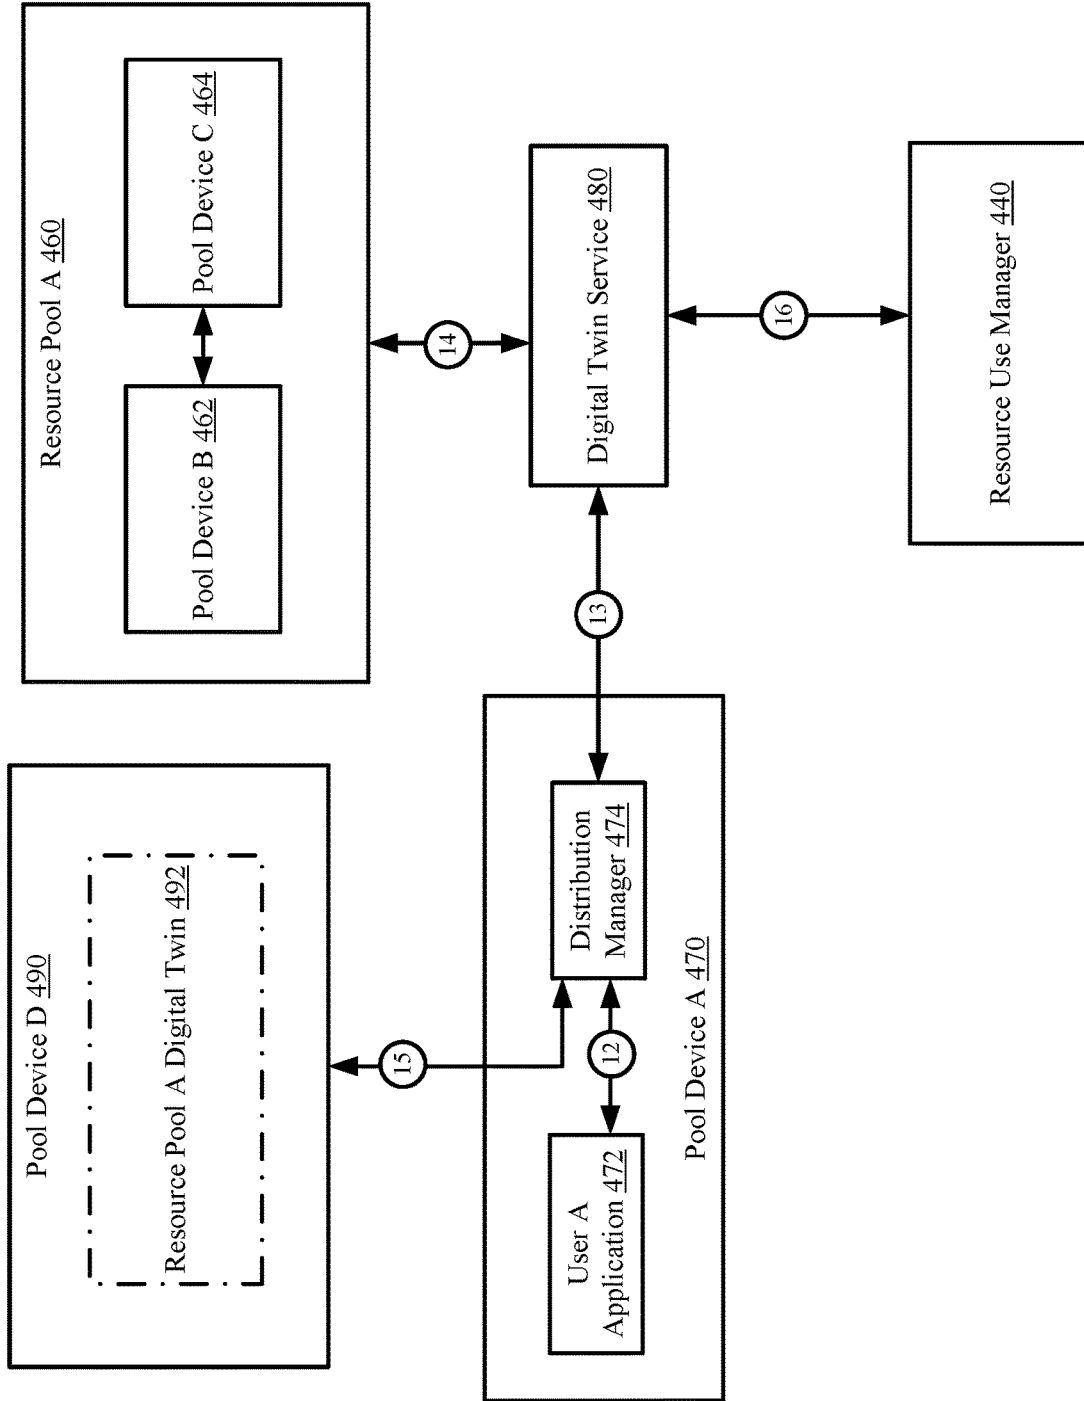 Pool Device D 490
Resource Pool A Digital Twin 492
Resource Pool A 460
Pool Device B 462
Pool Device C 464
15
14
User A
Application 472
12
Distribution
Manager 474
Pool Device A 470
13
Digital Twin Service 480
16
Resource Use Manager 440